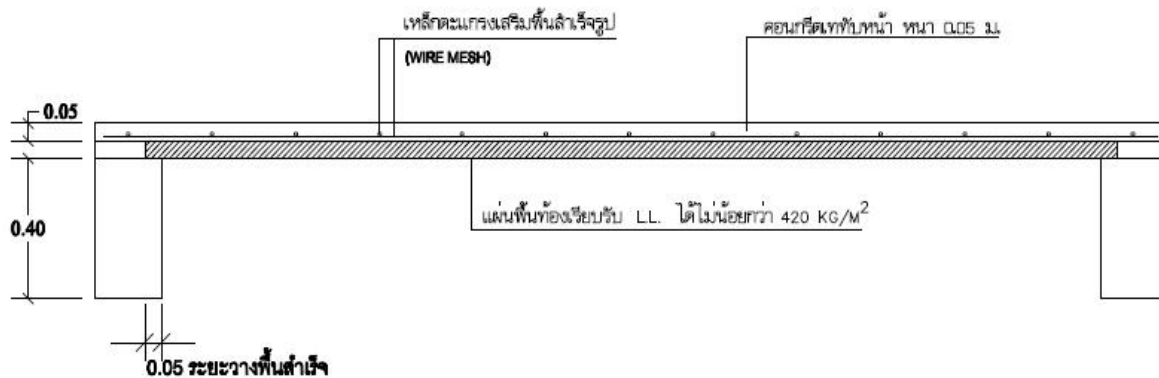 เหล็กตะแกรงเสริมพื้นสำเร็จรูป
(WIRE MESH)
คอนกรีตเททับหน้า หนา 0.05 ม.
0.05
แผ่นพื้นท้องเรียบรับ L.L. ได้ไม่น้อยกว่า 420 KG/M²
0.40
0.05 ระยะวางพื้นสำเร็จ